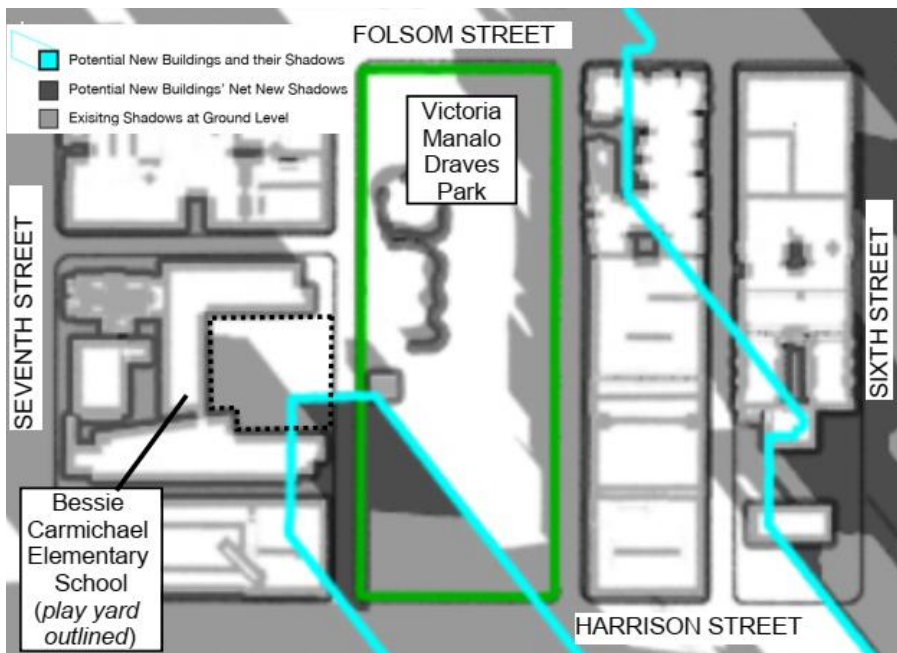 FOLSOM STREET
Potential New Buildings and their Shadows
Potential New Buildings' Net New Shadows
Exisitng Shadows at Ground Level
Victoria
Manalo
Draves
Park
SEVENTH STREET
SIXTH STREET
Bessie
Carmichael
Elementary
School
(play yard
outlined)
HARRISON STREET